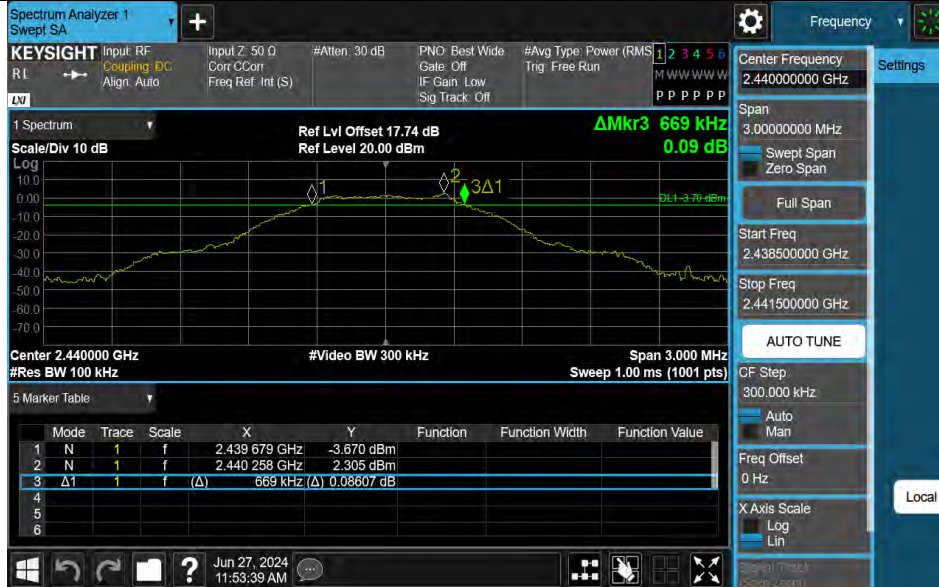 Spectrum Analyzer 1
Swept SA
Frequency
KEYSIGHT
RL
LXI
Input: RF
Coupling: DC
Align: Auto
Input Z: 50 Ω
Corr CCorr
Freq Ref: Int (S)
#Atten: 30 dB
PNO: Best Wide
Gate: Off
IF Gain: Low
Sig Track: Off
#Avg Type: Power (RMS
Trig: Free Run
1 2 3 4 5 6
M W W W W W
P P P P P P
Center Frequency
2.440000000 GHz
Settings
1 Spectrum
Scale/Div 10 dB
Ref Lvl Offset 17.74 dB
Ref Level 20.00 dBm
ΔMkr3 669 kHz
0.09 dB
Log
10.0
0.00
-10.0
-20.0
-30.0
-40.0
-50.0
-60.0
-70.0
1
2
3Δ1
DL1 -3.70 dBm
Center 2.440000 GHz
#Res BW 100 kHz
#Video BW 300 kHz
Span 3.000 MHz
Sweep 1.00 ms (1001 pts)
Span
3.00000000 MHz
Swept Span
Zero Span
Full Span
Start Freq
2.438500000 GHz
Stop Freq
2.441500000 GHz
AUTO TUNE
CF Step
300.000 kHz
Auto
Man
Freq Offset
0 Hz
X Axis Scale
Log
Lin
Signal Track
(Span Zoom)
Local
5 Marker Table
Mode Trace Scale X Y Function Function Width Function Value
1 N 1 f 2.439 679 GHz -3.670 dBm
2 N 1 f 2.440 258 GHz 2.305 dBm
3 Δ1 1 f (Δ) 669 kHz (Δ) 0.08607 dB
4
5
6
?
Jun 27, 2024
11:53:39 AM